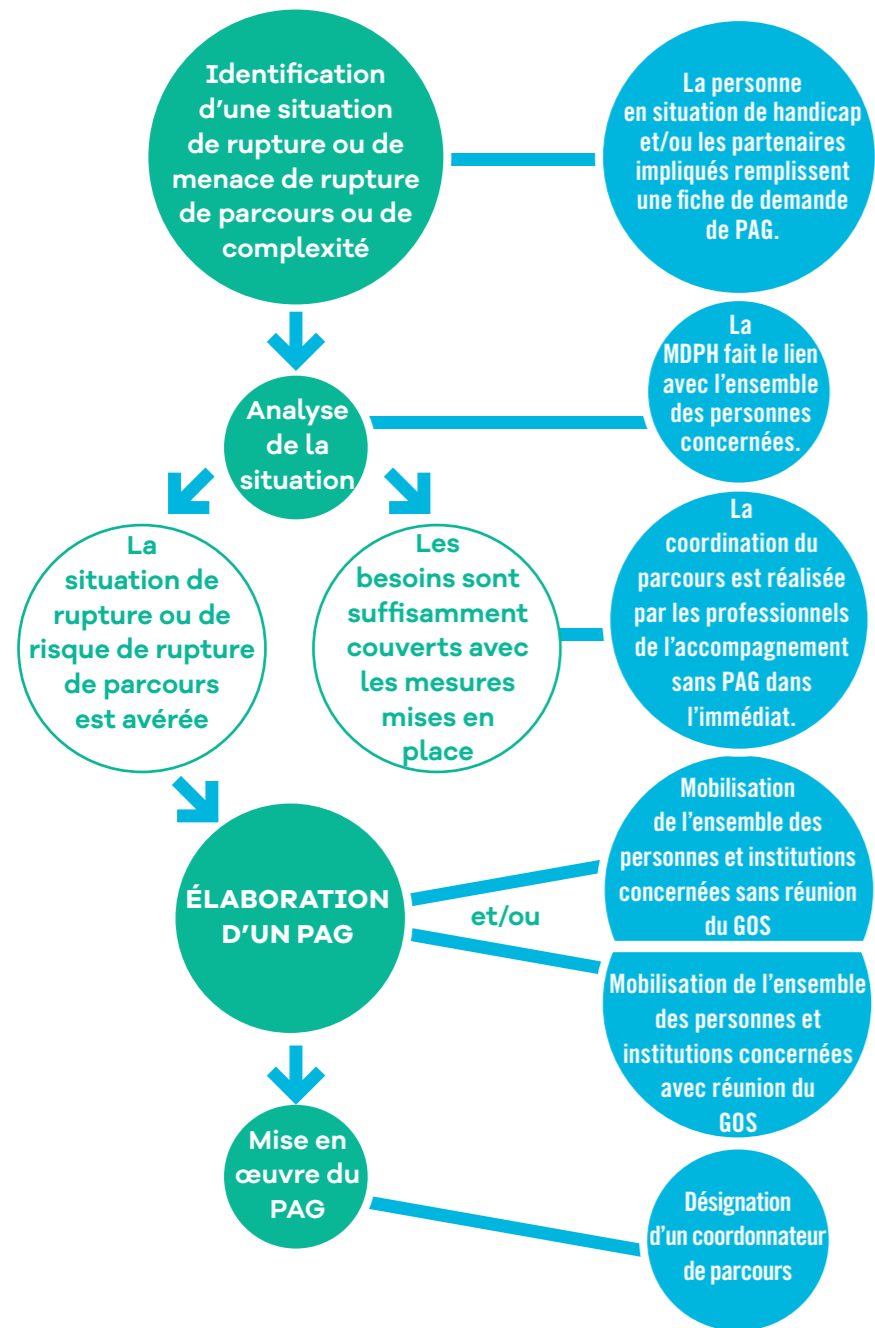 Identification
d’une situation
de rupture ou de
menace de rupture
de parcours ou de
complexité
La personne
en situation de handicap
et/ou les partenaires
impliqués remplissent
une fiche de demande
de PAG.
Analyse
de la
situation
La
MDPH fait le lien
avec l’ensemble
des personnes
concernées.
La
situation de
rupture ou de
risque de rupture
de parcours
est avérée
Les
besoins sont
suffisamment
couverts avec
les mesures
mises en
place
La
coordination du
parcours est réalisée
par les professionnels
de l’accompagnement
sans PAG dans
l’immédiat.
ÉLABORATION
D’UN PAG
et/ou
Mobilisation
de l’ensemble des
personnes et institutions
concernées sans réunion
du GOS
Mobilisation de l’ensemble
des personnes et
institutions concernées
avec réunion du
GOS
Mise en
œuvre du
PAG
Désignation
d’un coordonnateur
de parcours